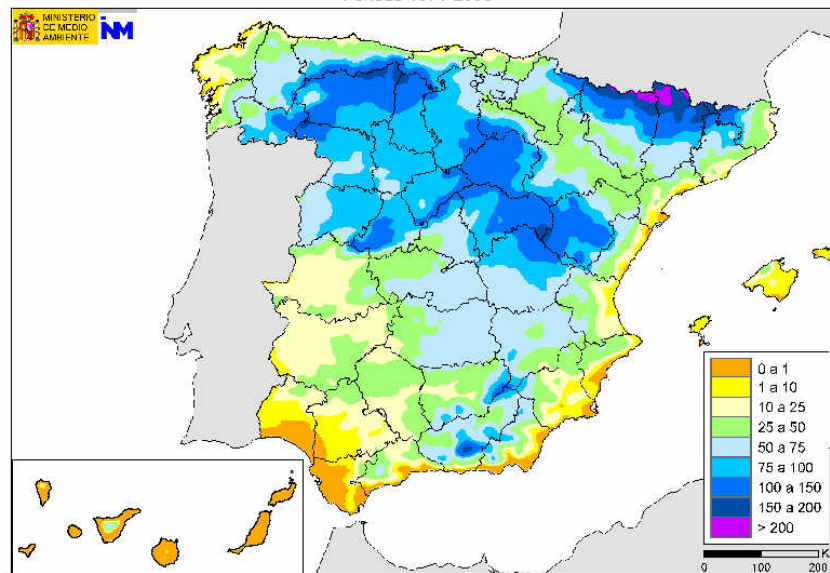 MINISTERIO
DE MEDIO
AMBIENTE
INM
0 a 1
1 a 10
10 a 25
25 a 50
50 a 75
75 a 100
100 a 150
150 a 200
> 200
0 100 200